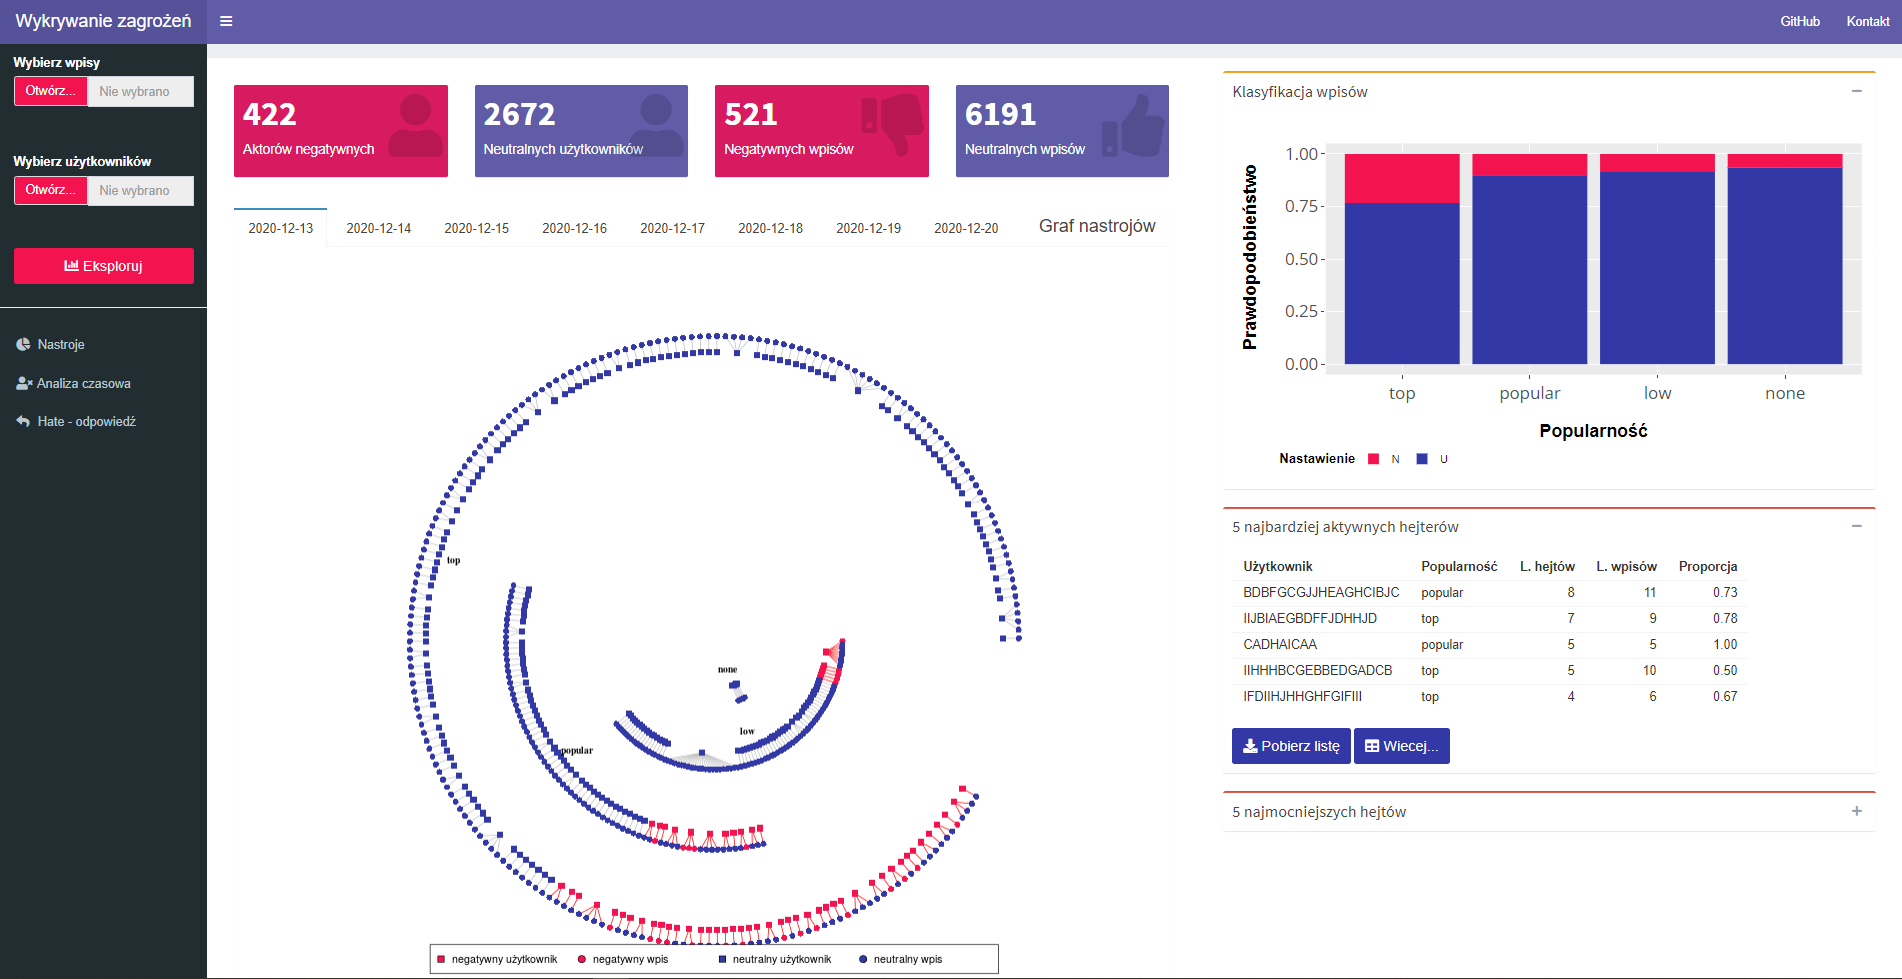 Wykrywanie zagrożeń
GitHub Kontakt
Wybierz wpisy
Otwórz... Nie wybrano
Wybierz użytkowników
Otwórz... Nie wybrano
Eksploruj
Nastroje
Analiza czasowa
Hate - odpowiedź
422
Aktorów negatywnych
2672
Neutralnych użytkowników
521
Negatywnych wpisów
6191
Neutralnych wpisów
2020-12-13 2020-12-14 2020-12-15 2020-12-16 2020-12-17 2020-12-18 2020-12-19 2020-12-20 Graf nastrojów
top
none
low
popular
negatywny użytkownik negatywny wpis neutralny użytkownik neutralny wpis
Klasyfikacja wpisów
Prawdopodobieństwo
1.00
0.75
0.50
0.25
0.00
top popular low none
Popularność
Nastawienie N U
5 najbardziej aktywnych hejterów
Użytkownik Popularność L. hejtów L. wpisów Proporcja
BDBFGCGJJHEAGHCIBJC popular 8 11 0.73
IIJBIAEGBDFFJDHHJD top 7 9 0.78
CADHAICAA popular 5 5 1.00
IIHHHBCGEBBEDGADCB top 5 10 0.50
IFDIIHJHHGHFGIFIII top 4 6 0.67
Pobierz listę Wiecej...
5 najmocniejszych hejtów